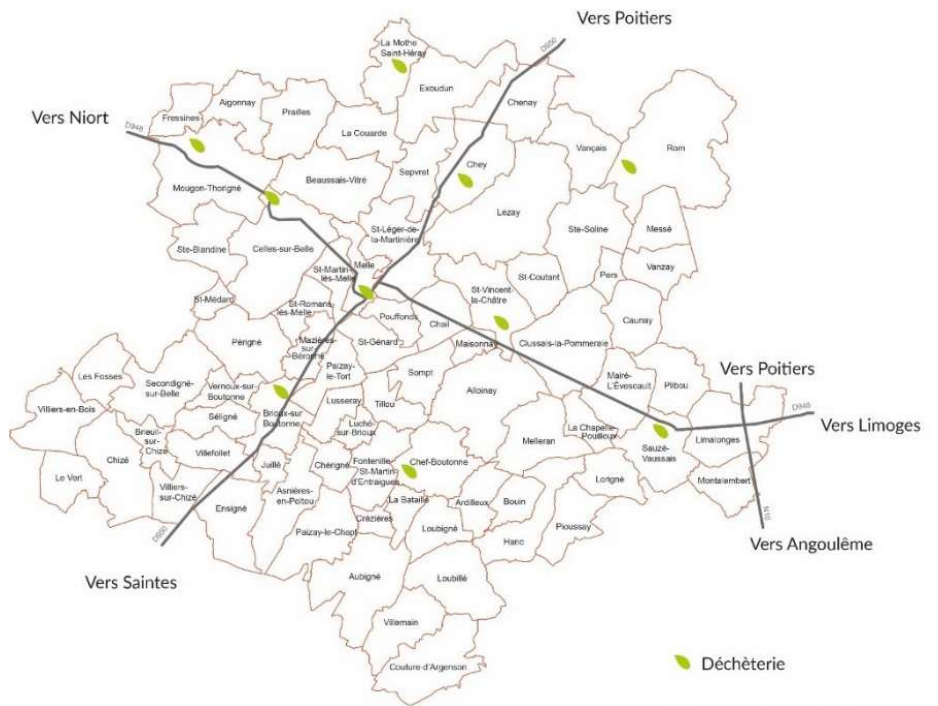 Vers Poitiers
D950
La Mothe
Saint-Héray
Exoudun
Chenay
Aigonnay
Prailles
Fressines
Vers Niort
D948
La Couarde
Vançais
Rom
Chey
Sepvret
Beaussais-Vitré
Mougon-Thorigné
Lezay
St-Léger-de-
la-Martinière
Ste-Soline
Messé
Ste-Blandine
Celles-sur-Belle
Melle
St-Martin-
lès-Melle
St-Coutant
Pers
Vanzay
St-Vincent-
la-Châtre
St-Médard
St-Romans-
lès-Melle
Pouffonds
Chail
Caunay
Périgné
Mazières-
sur-
Béronne
St-Génard
Maisonnay
Clussais-la-Pommeraie
Paizay-
le-Tort
Sompt
Les Fosses
Secondigné-
sur-Belle
Vernoux-sur-
Boutonne
Alloinay
Mairé-
L'Évescault
Plibou
Vers Poitiers
Villiers-en-Bois
Lusseray
Tillou
D948
Vers Limoges
Séligné
Brioux-sur
Boutonne
Luché-
sur-Brioux
La Chapelle-
Pouilloux
Limalonges
Brieuil-
sur-
Chizé
Chizé
Villefollet
Melleran
Sauzé-
Vaussais
Le Vert
Juillé
Chérigné
Fontenille-
St-Martin-
d'Entraigues
Chef-Boutonne
Lorigné
Montalembert
Villiers-
sur-Chizé
Asnières-
en-Poitou
La Bataille
Ardilleux
Bouin
Ensigné
Crézières
N10
Paizay-le-Chapt
Loubigné
Pioussay
Hanc
D950
Vers Angoulême
Vers Saintes
Aubigné
Loubillé
Villemain
Couture-d'Argenson
Déchèterie